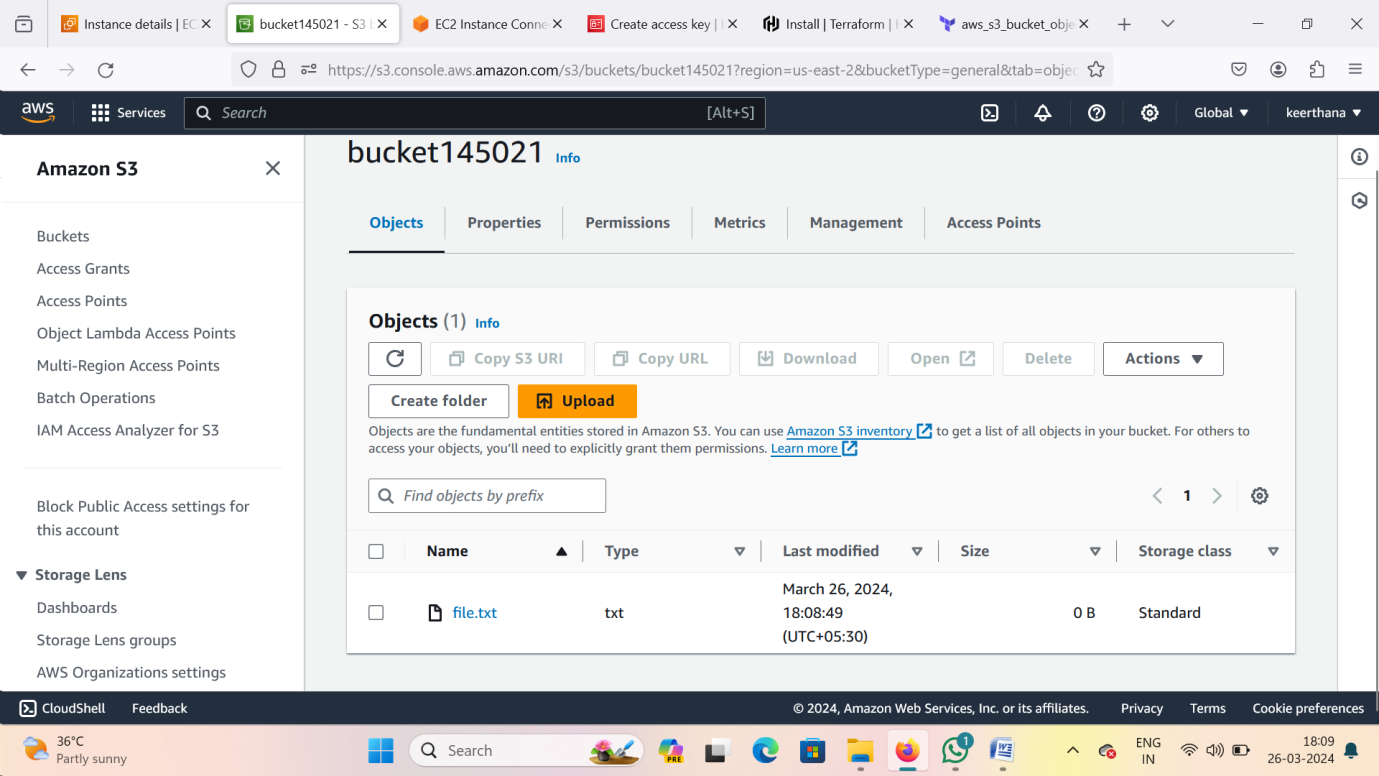 Instance details | EC
bucket145021 - S3 b
EC2 Instance Conne
Create access key | I
Install | Terraform |
aws_s3_bucket_obje
https://s3.console.aws.amazon.com/s3/buckets/bucket145021?region=us-east-2&bucketType=general&tab=objec
aws
Services
Search
[Alt+S]
Global
keerthana
Amazon S3
Buckets
Access Grants
Access Points
Object Lambda Access Points
Multi-Region Access Points
Batch Operations
IAM Access Analyzer for S3
Block Public Access settings for
this account
Storage Lens
Dashboards
Storage Lens groups
AWS Organizations settings
bucket145021 Info
Objects
Properties
Permissions
Metrics
Management
Access Points
Objects (1) Info
Copy S3 URI
Copy URL
Download
Open
Delete
Actions
Create folder
Upload
Objects are the fundamental entities stored in Amazon S3. You can use Amazon S3 inventory to get a list of all objects in your bucket. For others to
access your objects, you'll need to explicitly grant them permissions. Learn more
Find objects by prefix
1
Name
Type
Last modified
Size
Storage class
file.txt
txt
March 26, 2024,
18:08:49
(UTC+05:30)
0 B
Standard
CloudShell
Feedback
© 2024, Amazon Web Services, Inc. or its affiliates.
Privacy
Terms
Cookie preferences
36°C
Partly sunny
Search
PRE
1
W
ENG
IN
18:09
26-03-2024